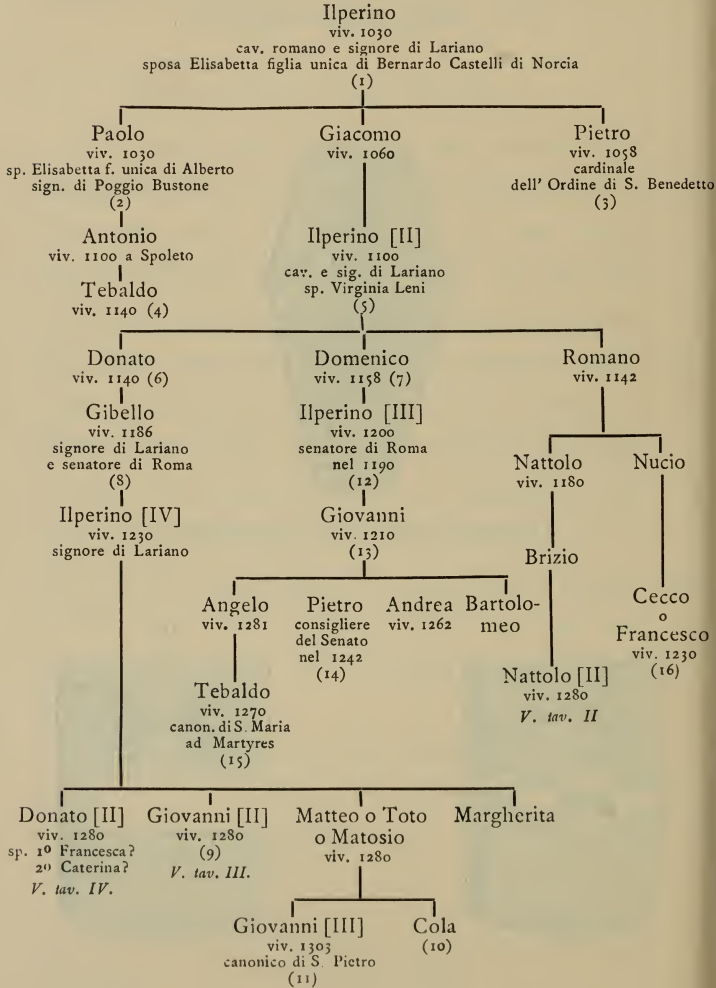 Ilperino
viv. 1030
cav. romano e signore di Lariano
sposa Elisabetta figlia unica di Bernardo Castelli di Norcia
(1)
Paolo
viv. 1030
sp. Elisabetta f. unica di Alberto
sign. di Poggio Bustone
(2)
Giacomo
viv. 1060
Pietro
viv. 1058
cardinale
dell' Ordine di S. Benedetto
(3)
Antonio
viv. 1100 a Spoleto
Ilperino [II]
viv. 1100
cav. e sig. di Lariano
sp. Virginia Leni
(5)
Tebaldo
viv. 1140 (4)
Donato
viv. 1140 (6)
Domenico
viv. 1158 (7)
Romano
viv. 1142
Gibello
viv. 1186
signore di Lariano
e senatore di Roma
(8)
Ilperino [III]
viv. 1200
senatore di Roma
nel 1190
(12)
Nattolo
viv. 1180
Nucio
Ilperino [IV]
viv. 1230
signore di Lariano
Giovanni
viv. 1210
(13)
Brizio
Angelo
viv. 1281
Pietro
consigliere
del Senato
nel 1242
(14)
Andrea
viv. 1262
Bartolo-
meo
Cecco
o
Francesco
viv. 1230
(16)
Tebaldo
viv. 1270
canon. di S. Maria
ad Martyres
(15)
Nattolo [II]
viv. 1280
V. tav. II
Donato [II]
viv. 1280
sp. 1º Francesca?
2º Caterina?
V. tav. IV.
Giovanni [II]
viv. 1280
(9)
V. tav. III.
Matteo o Toto
o Matosio
viv. 1280
Margherita
Giovanni [III]
viv. 1303
canonico di S. Pietro
(11)
Cola
(10)